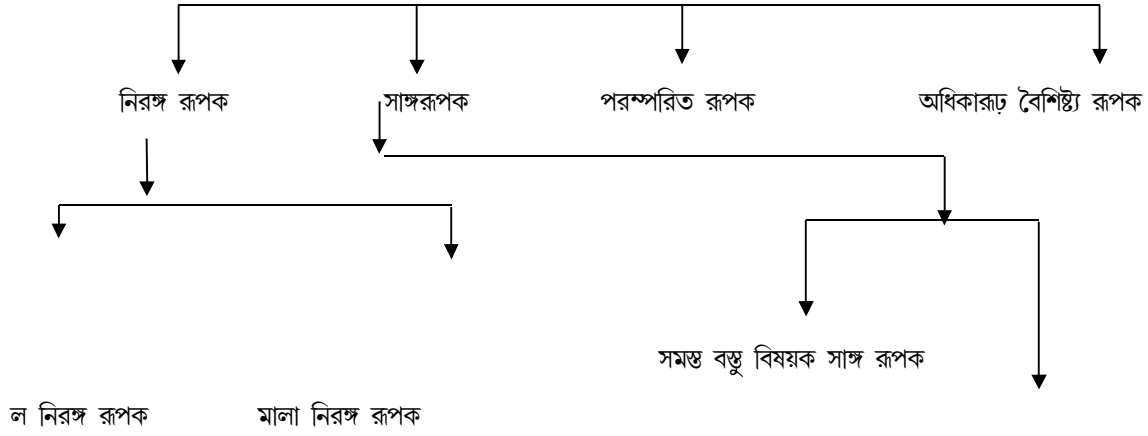 নিরঙ্গ রূপক সাঙ্গরূপক পরম্পরিত রূপক অধিকারূঢ় বৈশিষ্ট্য রূপক
সমস্ত বস্তু বিষয়ক সাঙ্গ রূপক
ল নিরঙ্গ রূপক মালা নিরঙ্গ রূপক